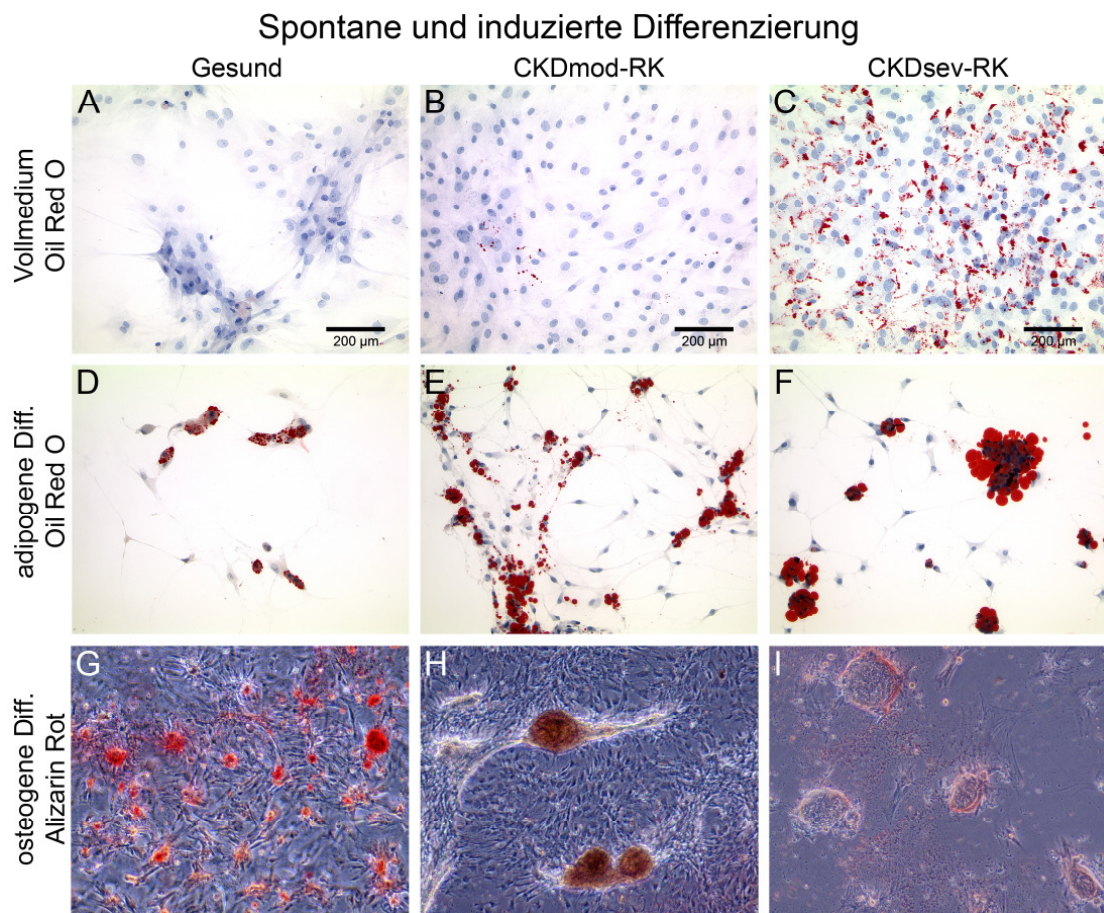 Spontane und induzierte Differenzierung
Gesund
CKDmod-RK
CKDsev-RK
Vollmedium
Oil Red O
A
200 µm
B
200 µm
C
200 µm
adipogene Diff.
Oil Red O
D
E
F
osteogene Diff.
Alizarin Rot
G
H
I